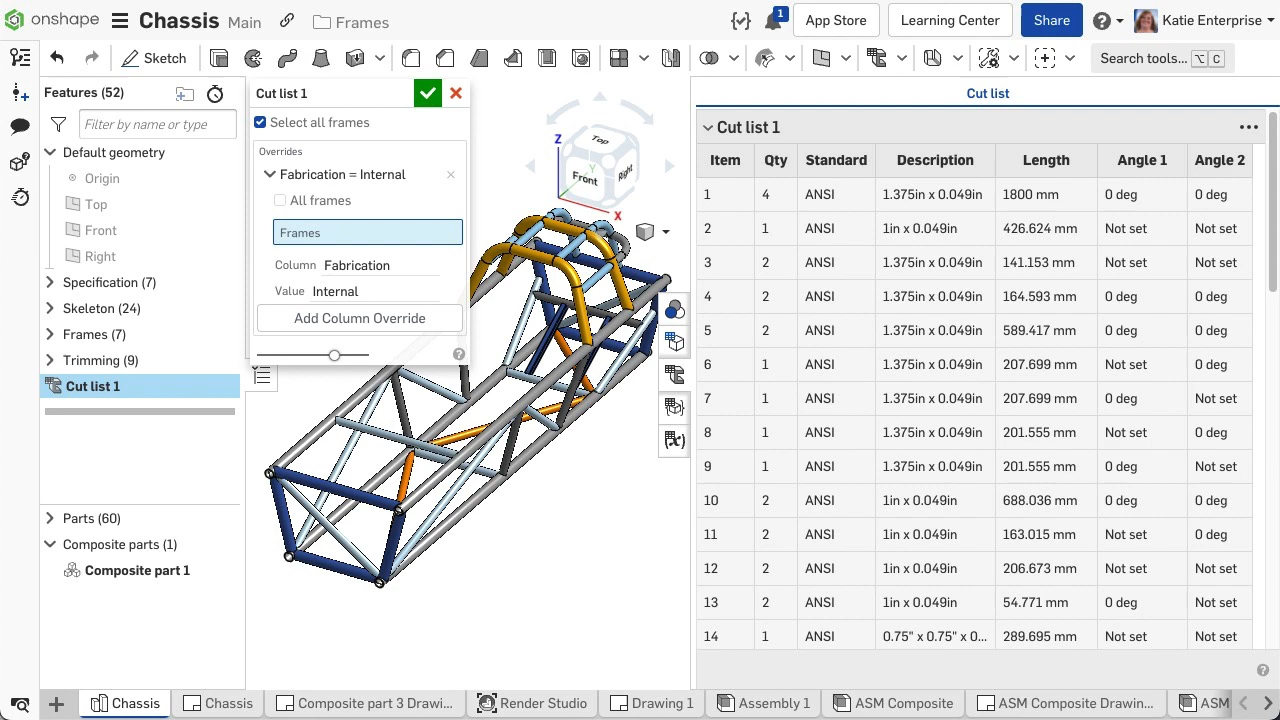 onshape Chassis Main Frames 1 App Store Learning Center Share Katie Enterprise
Sketch Search tools... ⌥ C
Features (52)
Filter by name or type
Default geometry
Origin
Top
Front
Right
Specification (7)
Skeleton (24)
Frames (7)
Trimming (9)
Cut list 1
Parts (60)
Composite parts (1)
Composite part 1
Cut list 1
Select all frames
Overrides
Fabrication = Internal
All frames
Frames
Column Fabrication
Value Internal
Add Column Override
Z
Top
Y
Front Right
X
Cut list
Cut list 1
Item Qty Standard Description Length Angle 1 Angle 2
1 4 ANSI 1.375in x 0.049in 1800 mm 0 deg 0 deg
2 1 ANSI 1in x 0.049in 426.624 mm Not set Not set
3 2 ANSI 1.375in x 0.049in 141.153 mm Not set Not set
4 2 ANSI 1.375in x 0.049in 164.593 mm 0 deg 0 deg
5 2 ANSI 1.375in x 0.049in 589.417 mm 0 deg 0 deg
6 1 ANSI 1.375in x 0.049in 207.699 mm Not set 0 deg
7 1 ANSI 1.375in x 0.049in 207.699 mm 0 deg Not set
8 1 ANSI 1.375in x 0.049in 201.555 mm Not set 0 deg
9 1 ANSI 1.375in x 0.049in 201.555 mm 0 deg Not set
10 2 ANSI 1in x 0.049in 688.036 mm 0 deg 0 deg
11 2 ANSI 1in x 0.049in 163.015 mm Not set 0 deg
12 2 ANSI 1in x 0.049in 206.673 mm Not set Not set
13 2 ANSI 1in x 0.049in 54.771 mm 0 deg Not set
14 1 ANSI 0.75" x 0.75" x 0... 289.695 mm Not set Not set
Chassis Chassis Composite part 3 Drawi... Render Studio Drawing 1 Assembly 1 ASM Composite ASM Composite Drawin... ASM